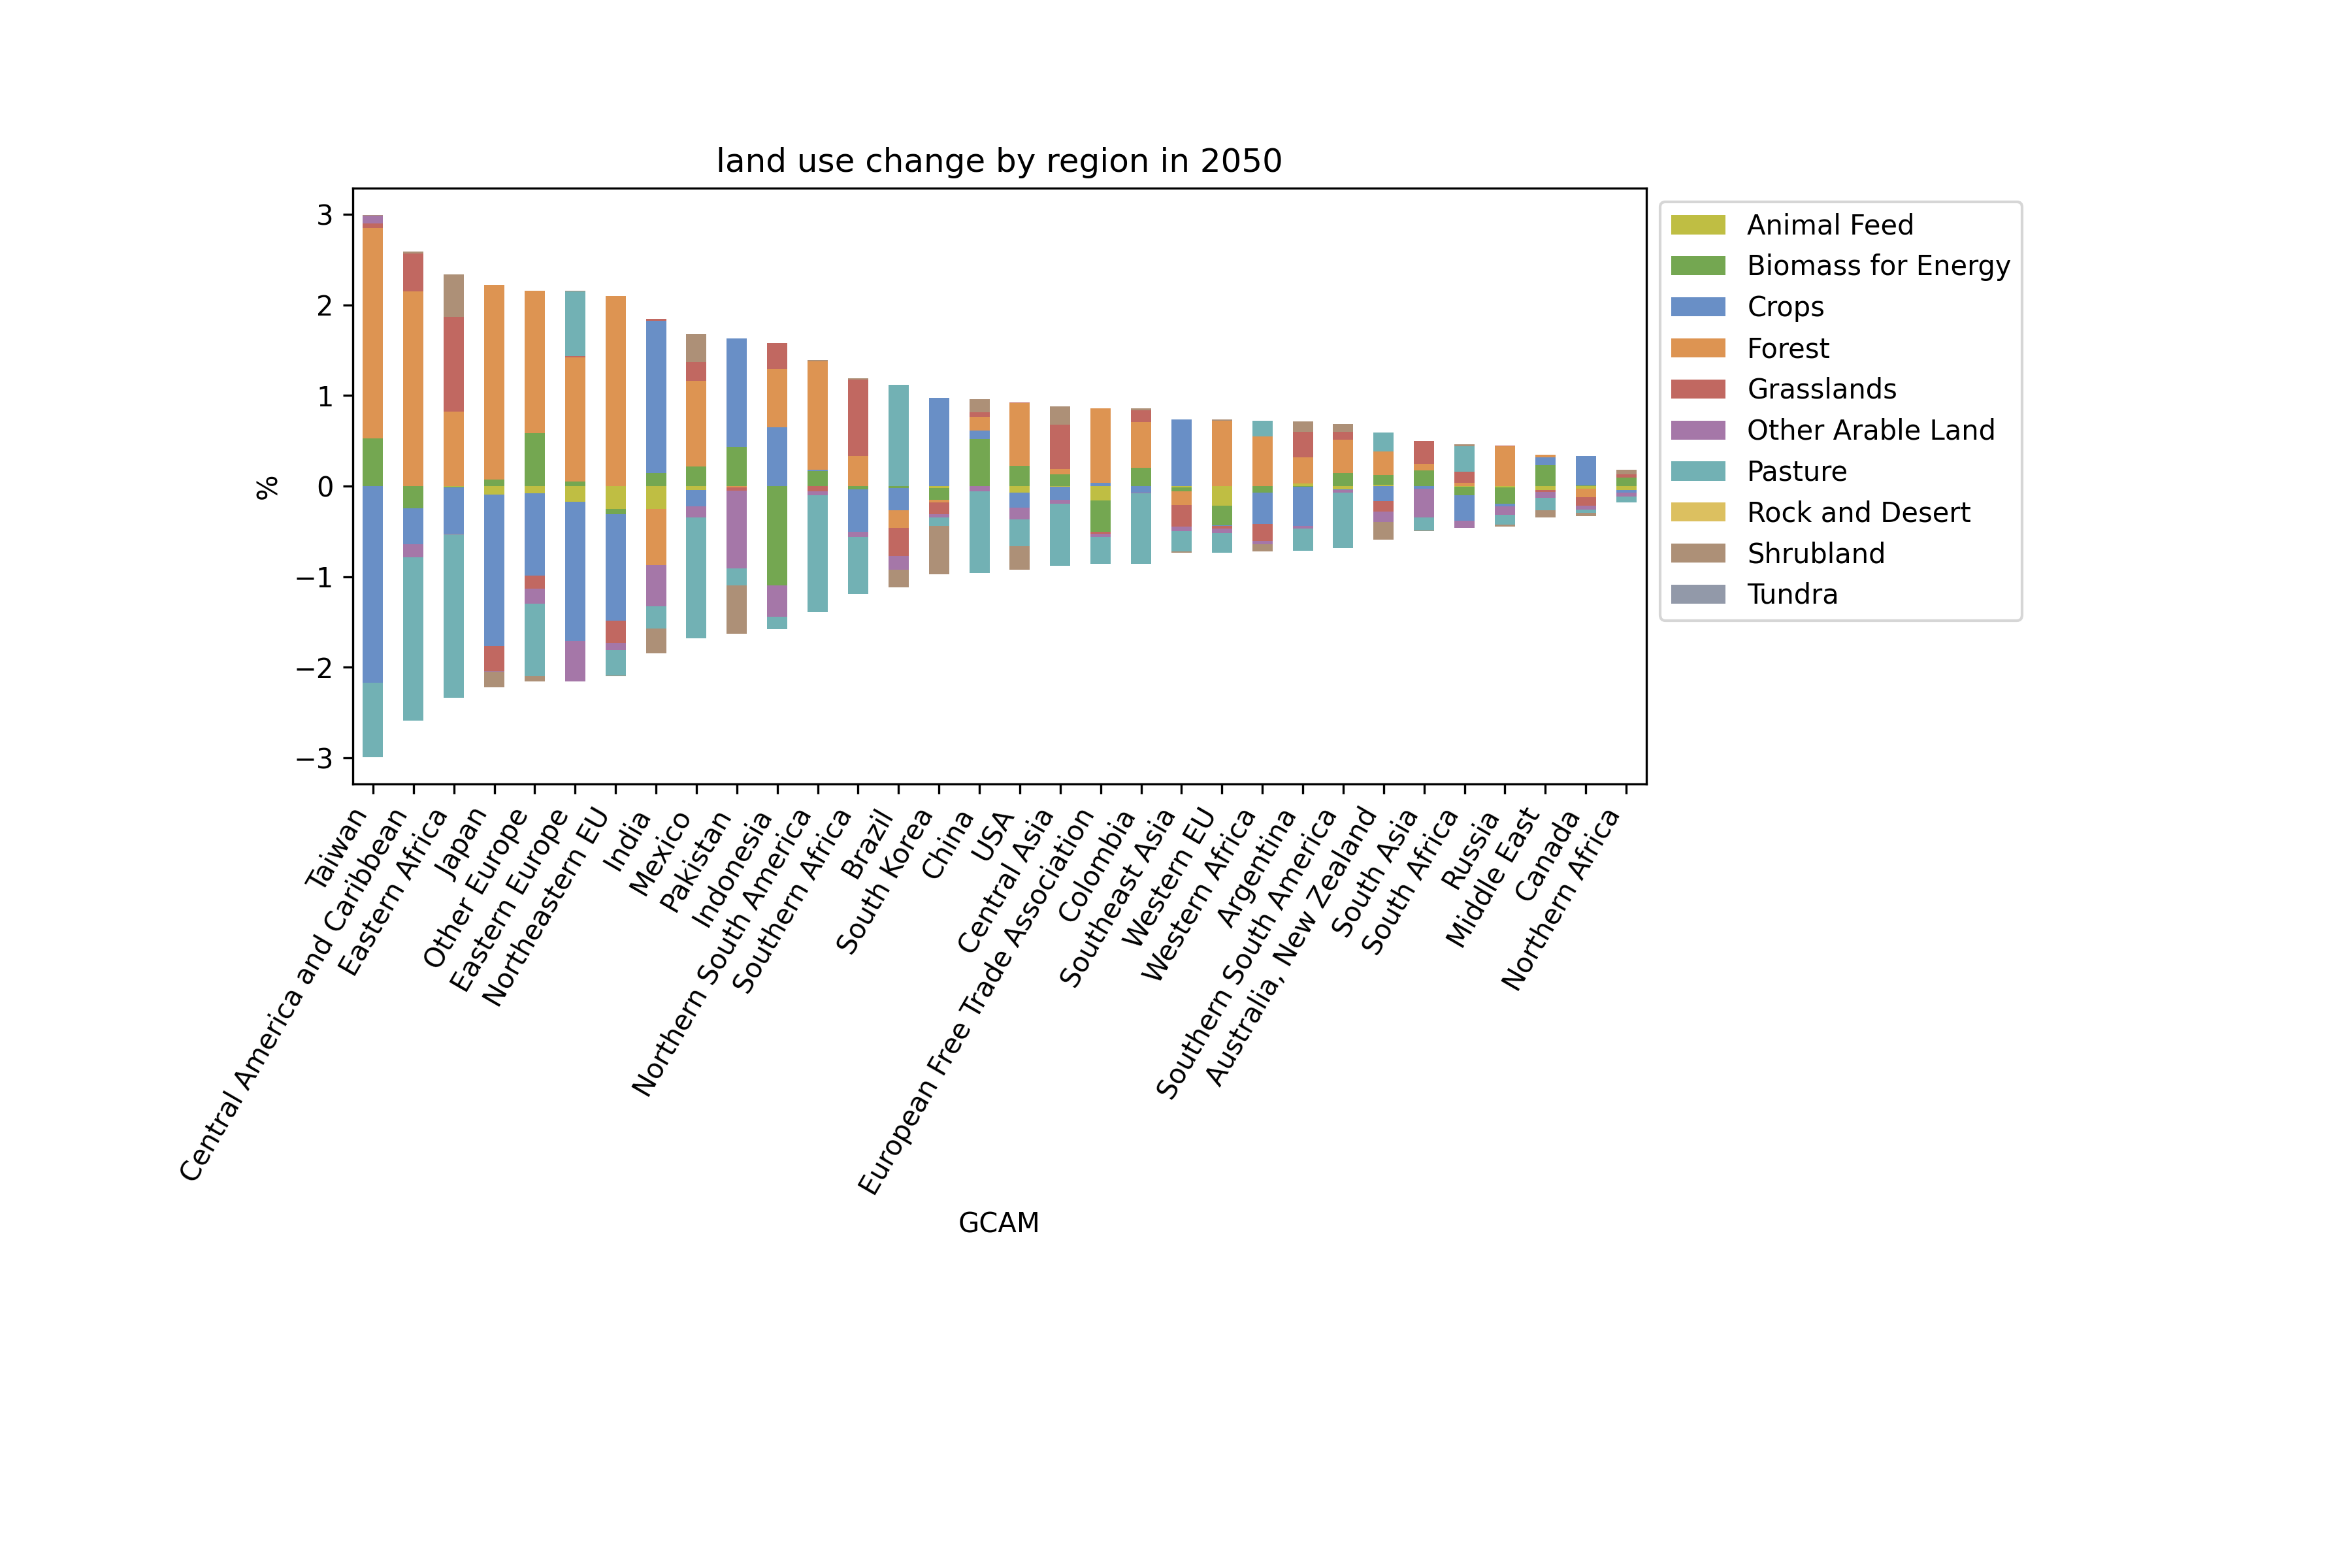 land use change by region in 2050
%
3
2
1
0
−1
−2
−3
Animal Feed
Biomass for Energy
Crops
Forest
Grasslands
Other Arable Land
Pasture
Rock and Desert
Shrubland
Tundra
Taiwan
Central America and Caribbean
Eastern Africa
Japan
Other Europe
Eastern Europe
Northeastern EU
India
Mexico
Pakistan
Indonesia
Northern South America
Southern Africa
Brazil
South Korea
China
USA
Central Asia
European Free Trade Association
Colombia
Southeast Asia
Western EU
Western Africa
Argentina
Southern South America
Australia, New Zealand
South Asia
South Africa
Russia
Middle East
Canada
Northern Africa
GCAM